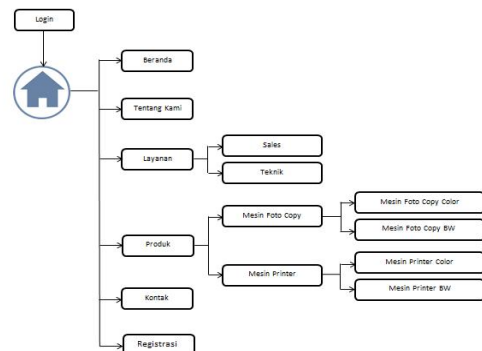 Login
Beranda
Tentang Kami
Layanan
Sales
Teknik
Produk
Mesin Foto Copy
Mesin Foto Copy Color
Mesin Foto Copy BW
Mesin Printer
Mesin Printer Color
Mesin Printer BW
Kontak
Registrasi